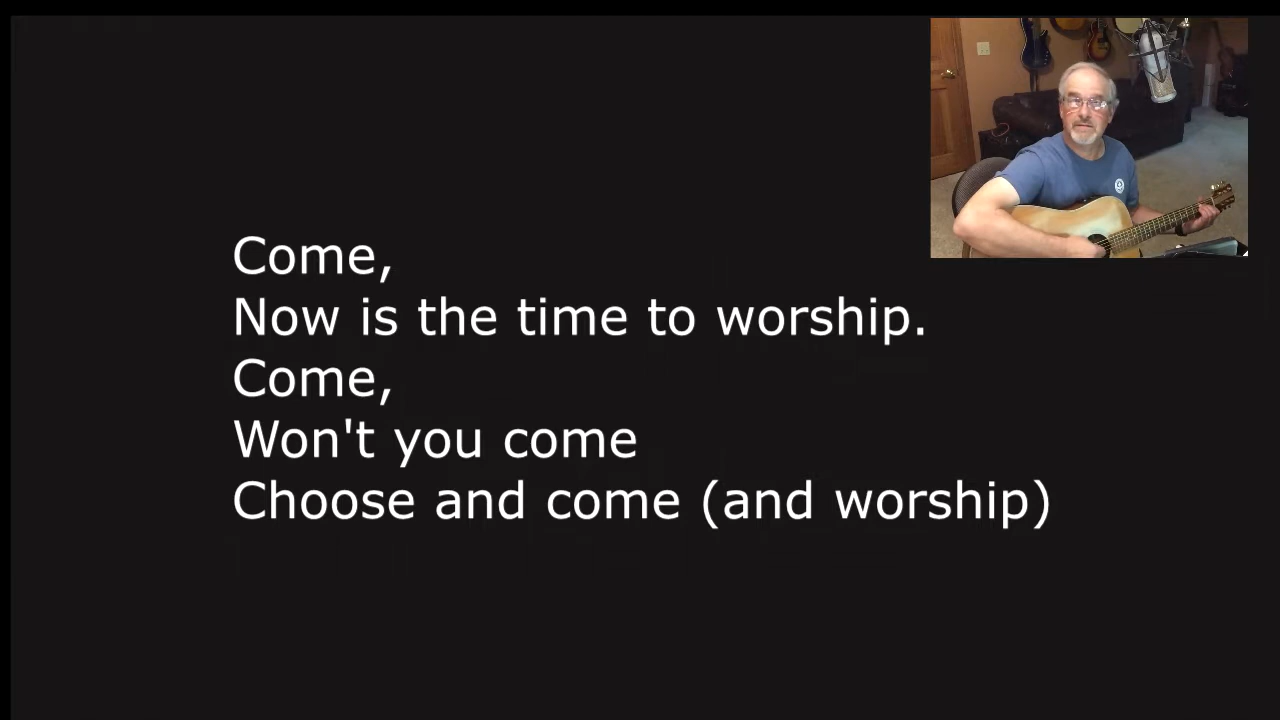 Come,
Now is the time to worship.
Come,
Won't you come
Choose and come (and worship)